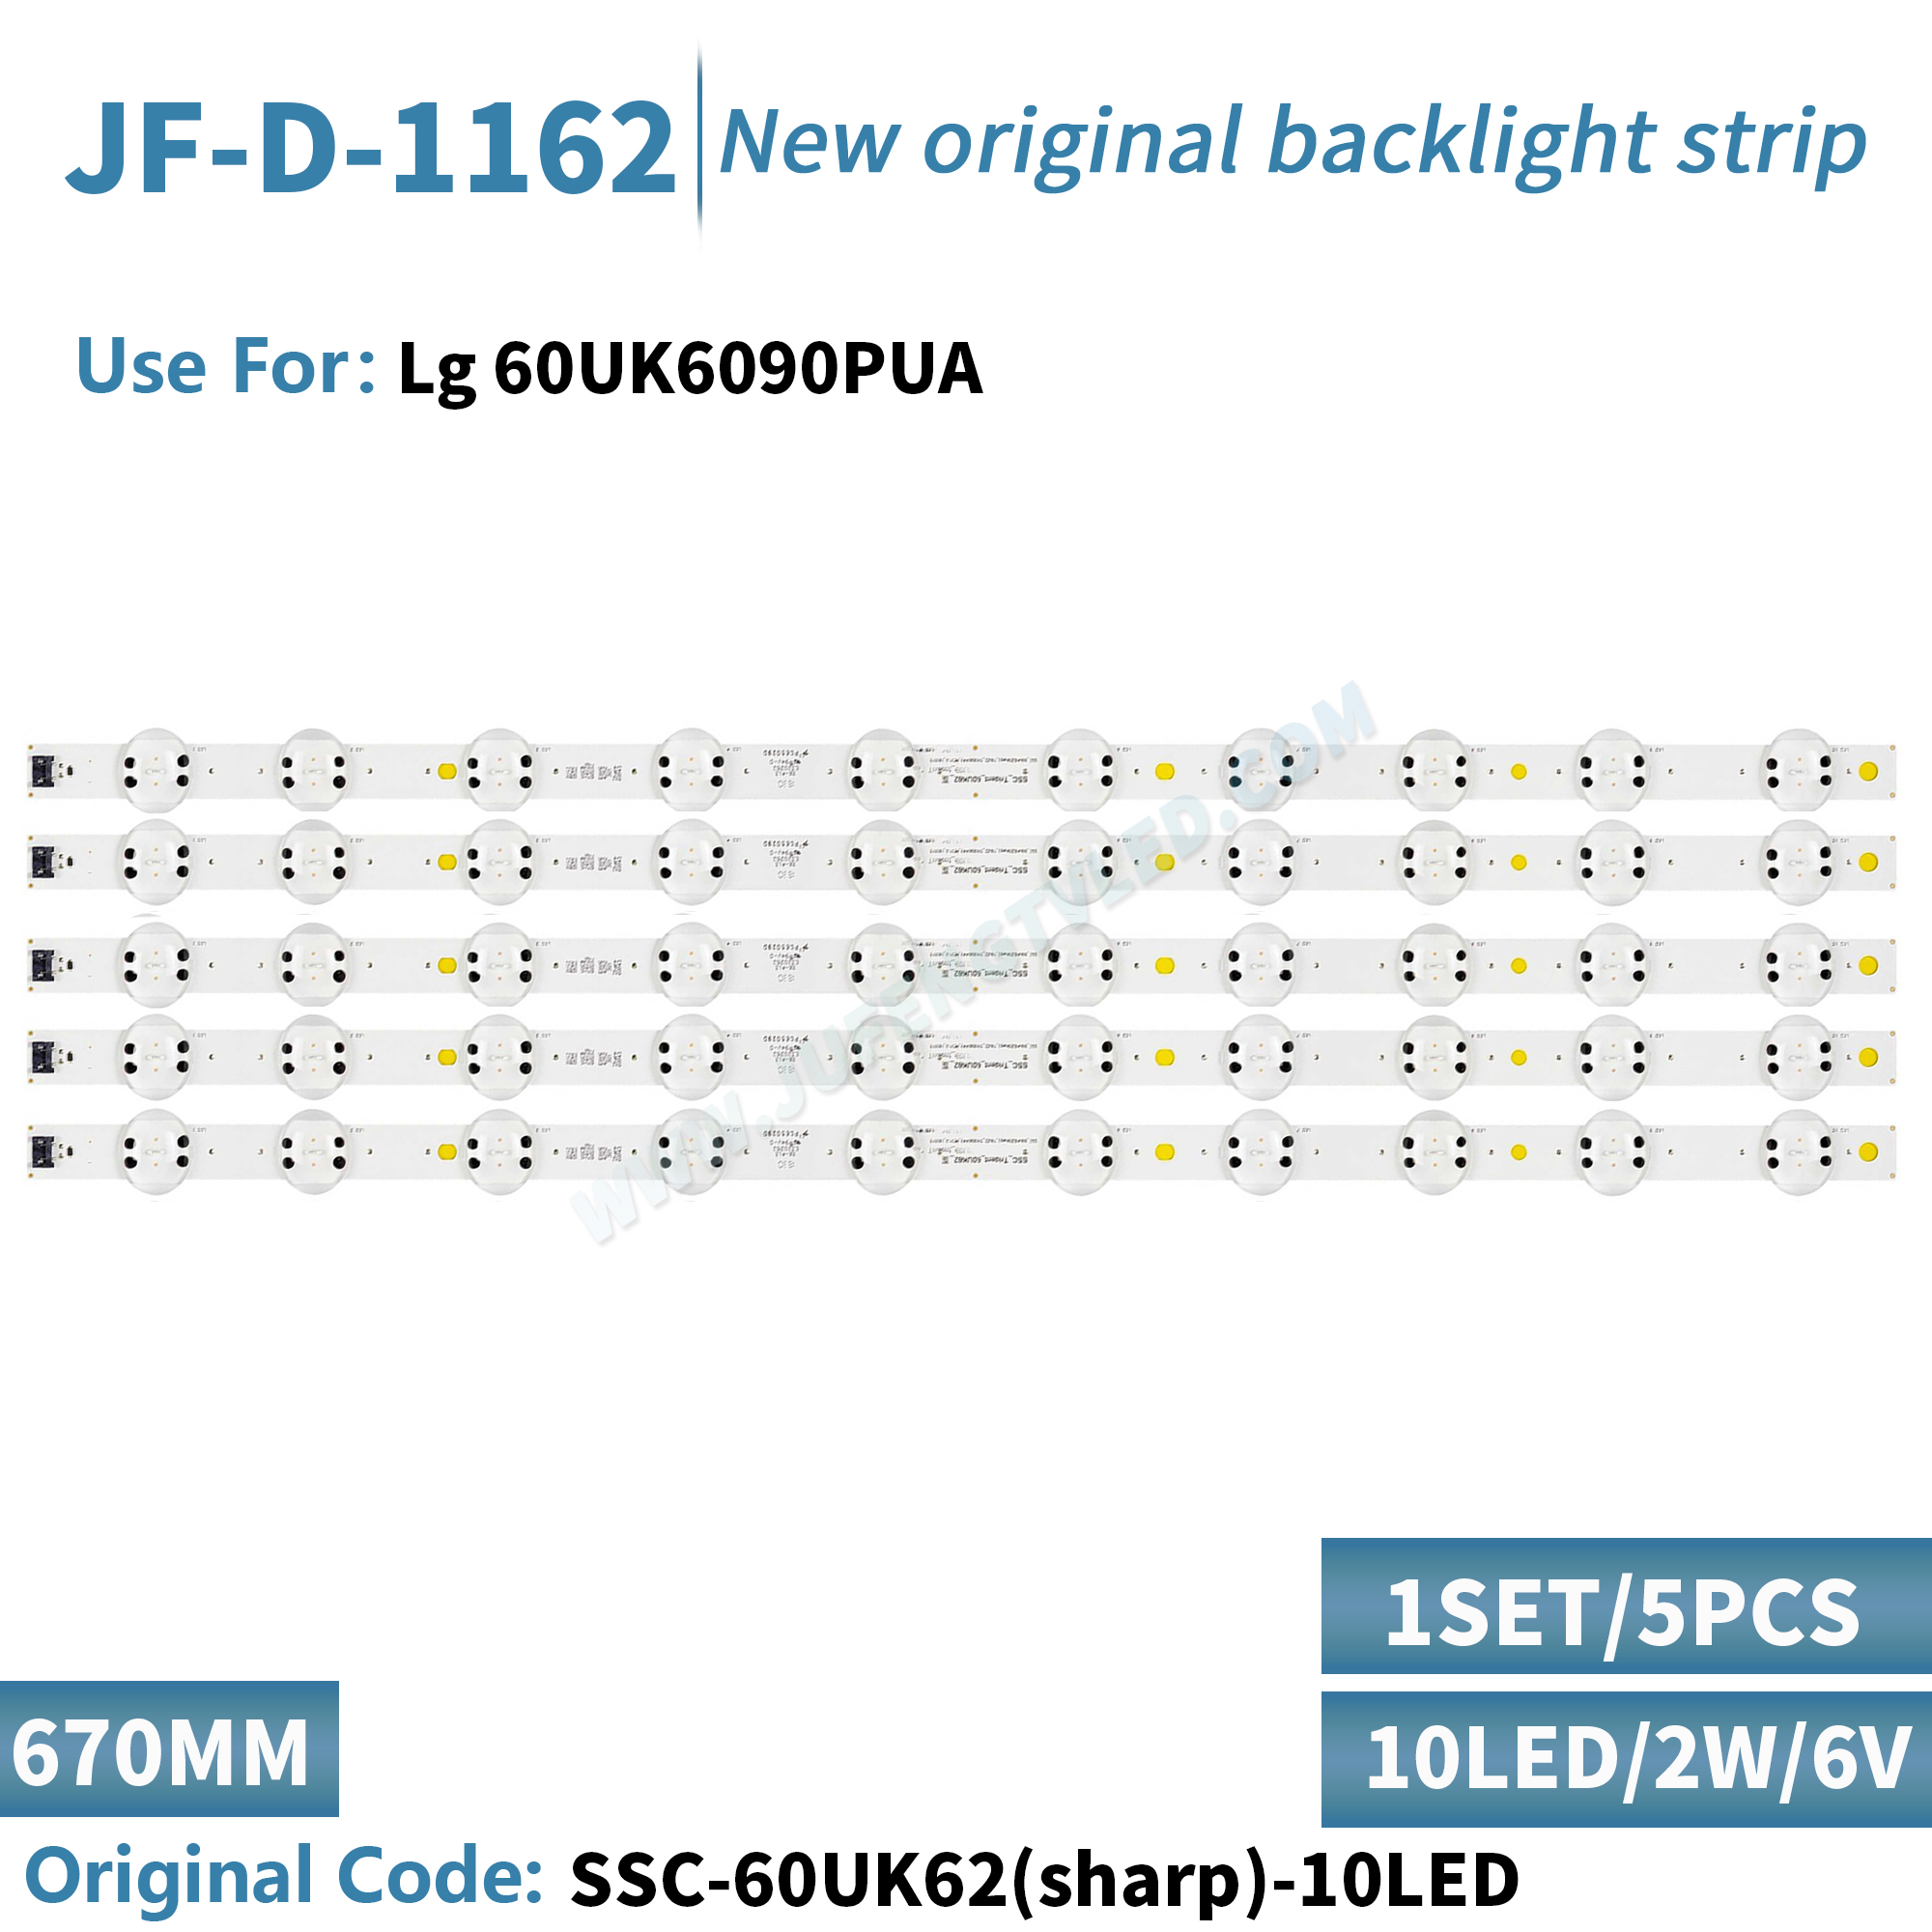 JF-D-1162
New original backlight strip
Use For: Lg 60UK6090PUA
WWW.JUFENGTVLED.COM
1SET/5PCS
670MM
10LED/2W/6V
Original Code: SSC-60UK62(sharp)-10LED